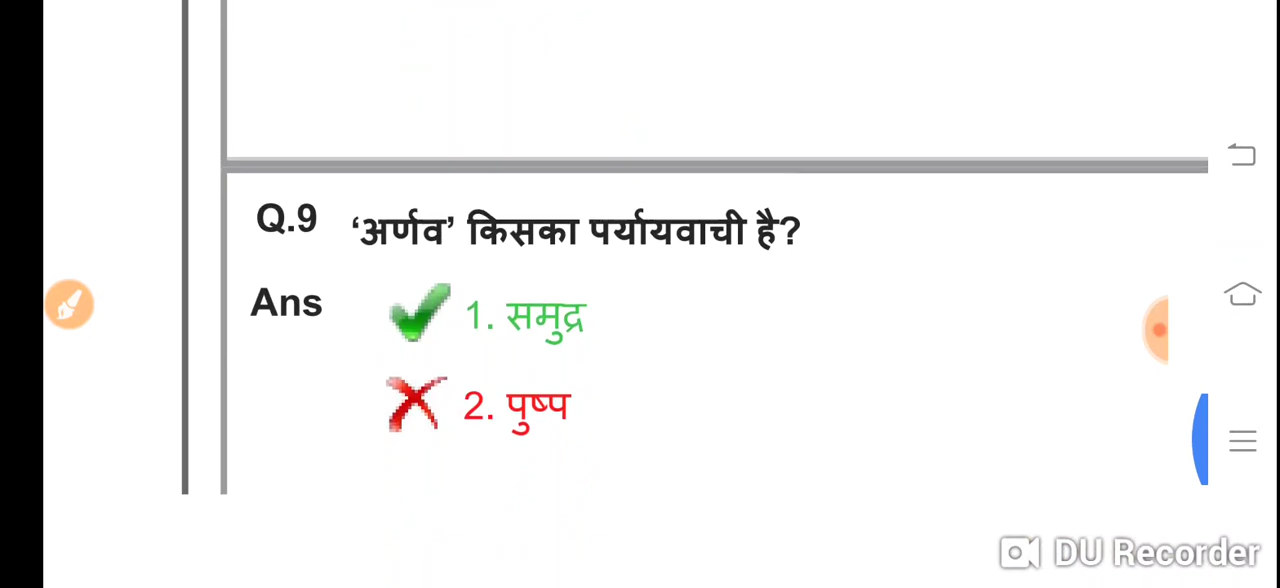 Q.9 ‘अर्णव’ किसका पर्यायवाची है?
Ans 1. समुद्र
2. पुष्प
DU Recorder